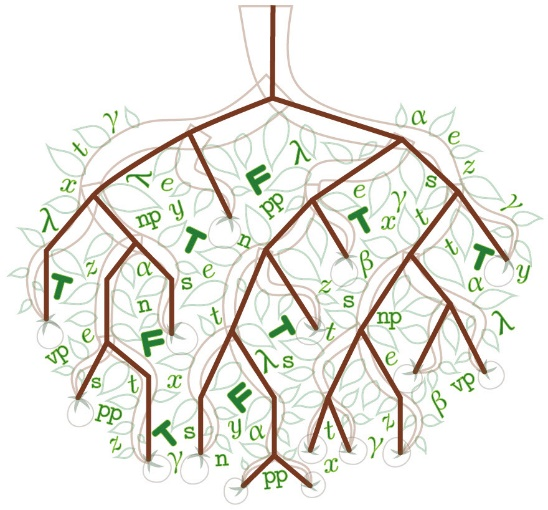 γ α
t e
F λ z
x λ e pp e s
λ np y T x γ t γ
T n t T y
z α T s e β α
n z s
e F t T t np λ
vp
s t x λ s e β vp
pp F z
z T s y α t γ
γ n pp x